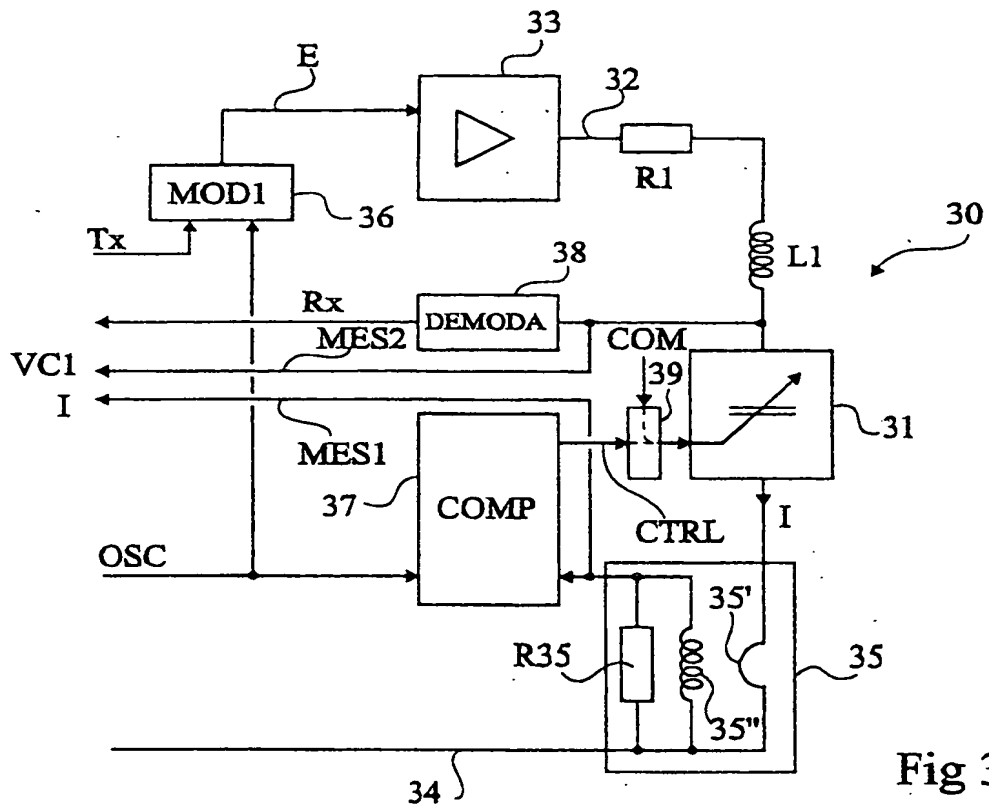 33
E
32
MOD1
R1
36
Tx
30
38
L1
Rx
DEMODA
MES2
COM
VC1
39
I
31
MES1
37
COMP
I
CTRL
OSC
35'
R35
35
35"
34
Fig 3